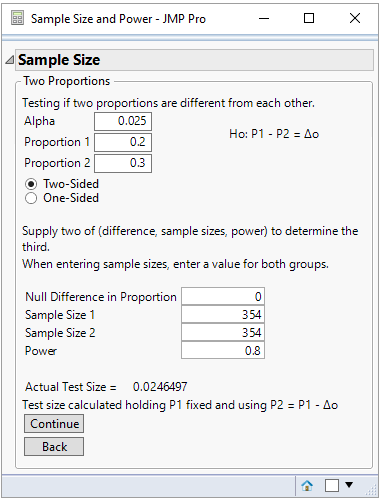 Sample Size and Power - JMP Pro
Sample Size
Two Proportions
Testing if two proportions are different from each other.
Alpha 0.025
Ho: P1 - P2 = Δo
Proportion 1 0.2
Proportion 2 0.3
Two-Sided
One-Sided
Supply two of (difference, sample sizes, power) to determine the
third.
When entering sample sizes, enter a value for both groups.
Null Difference in Proportion 0
Sample Size 1 354
Sample Size 2 354
Power 0.8
Actual Test Size = 0.0246497
Test size calculated holding P1 fixed and using P2 = P1 - Δo
Continue
Back